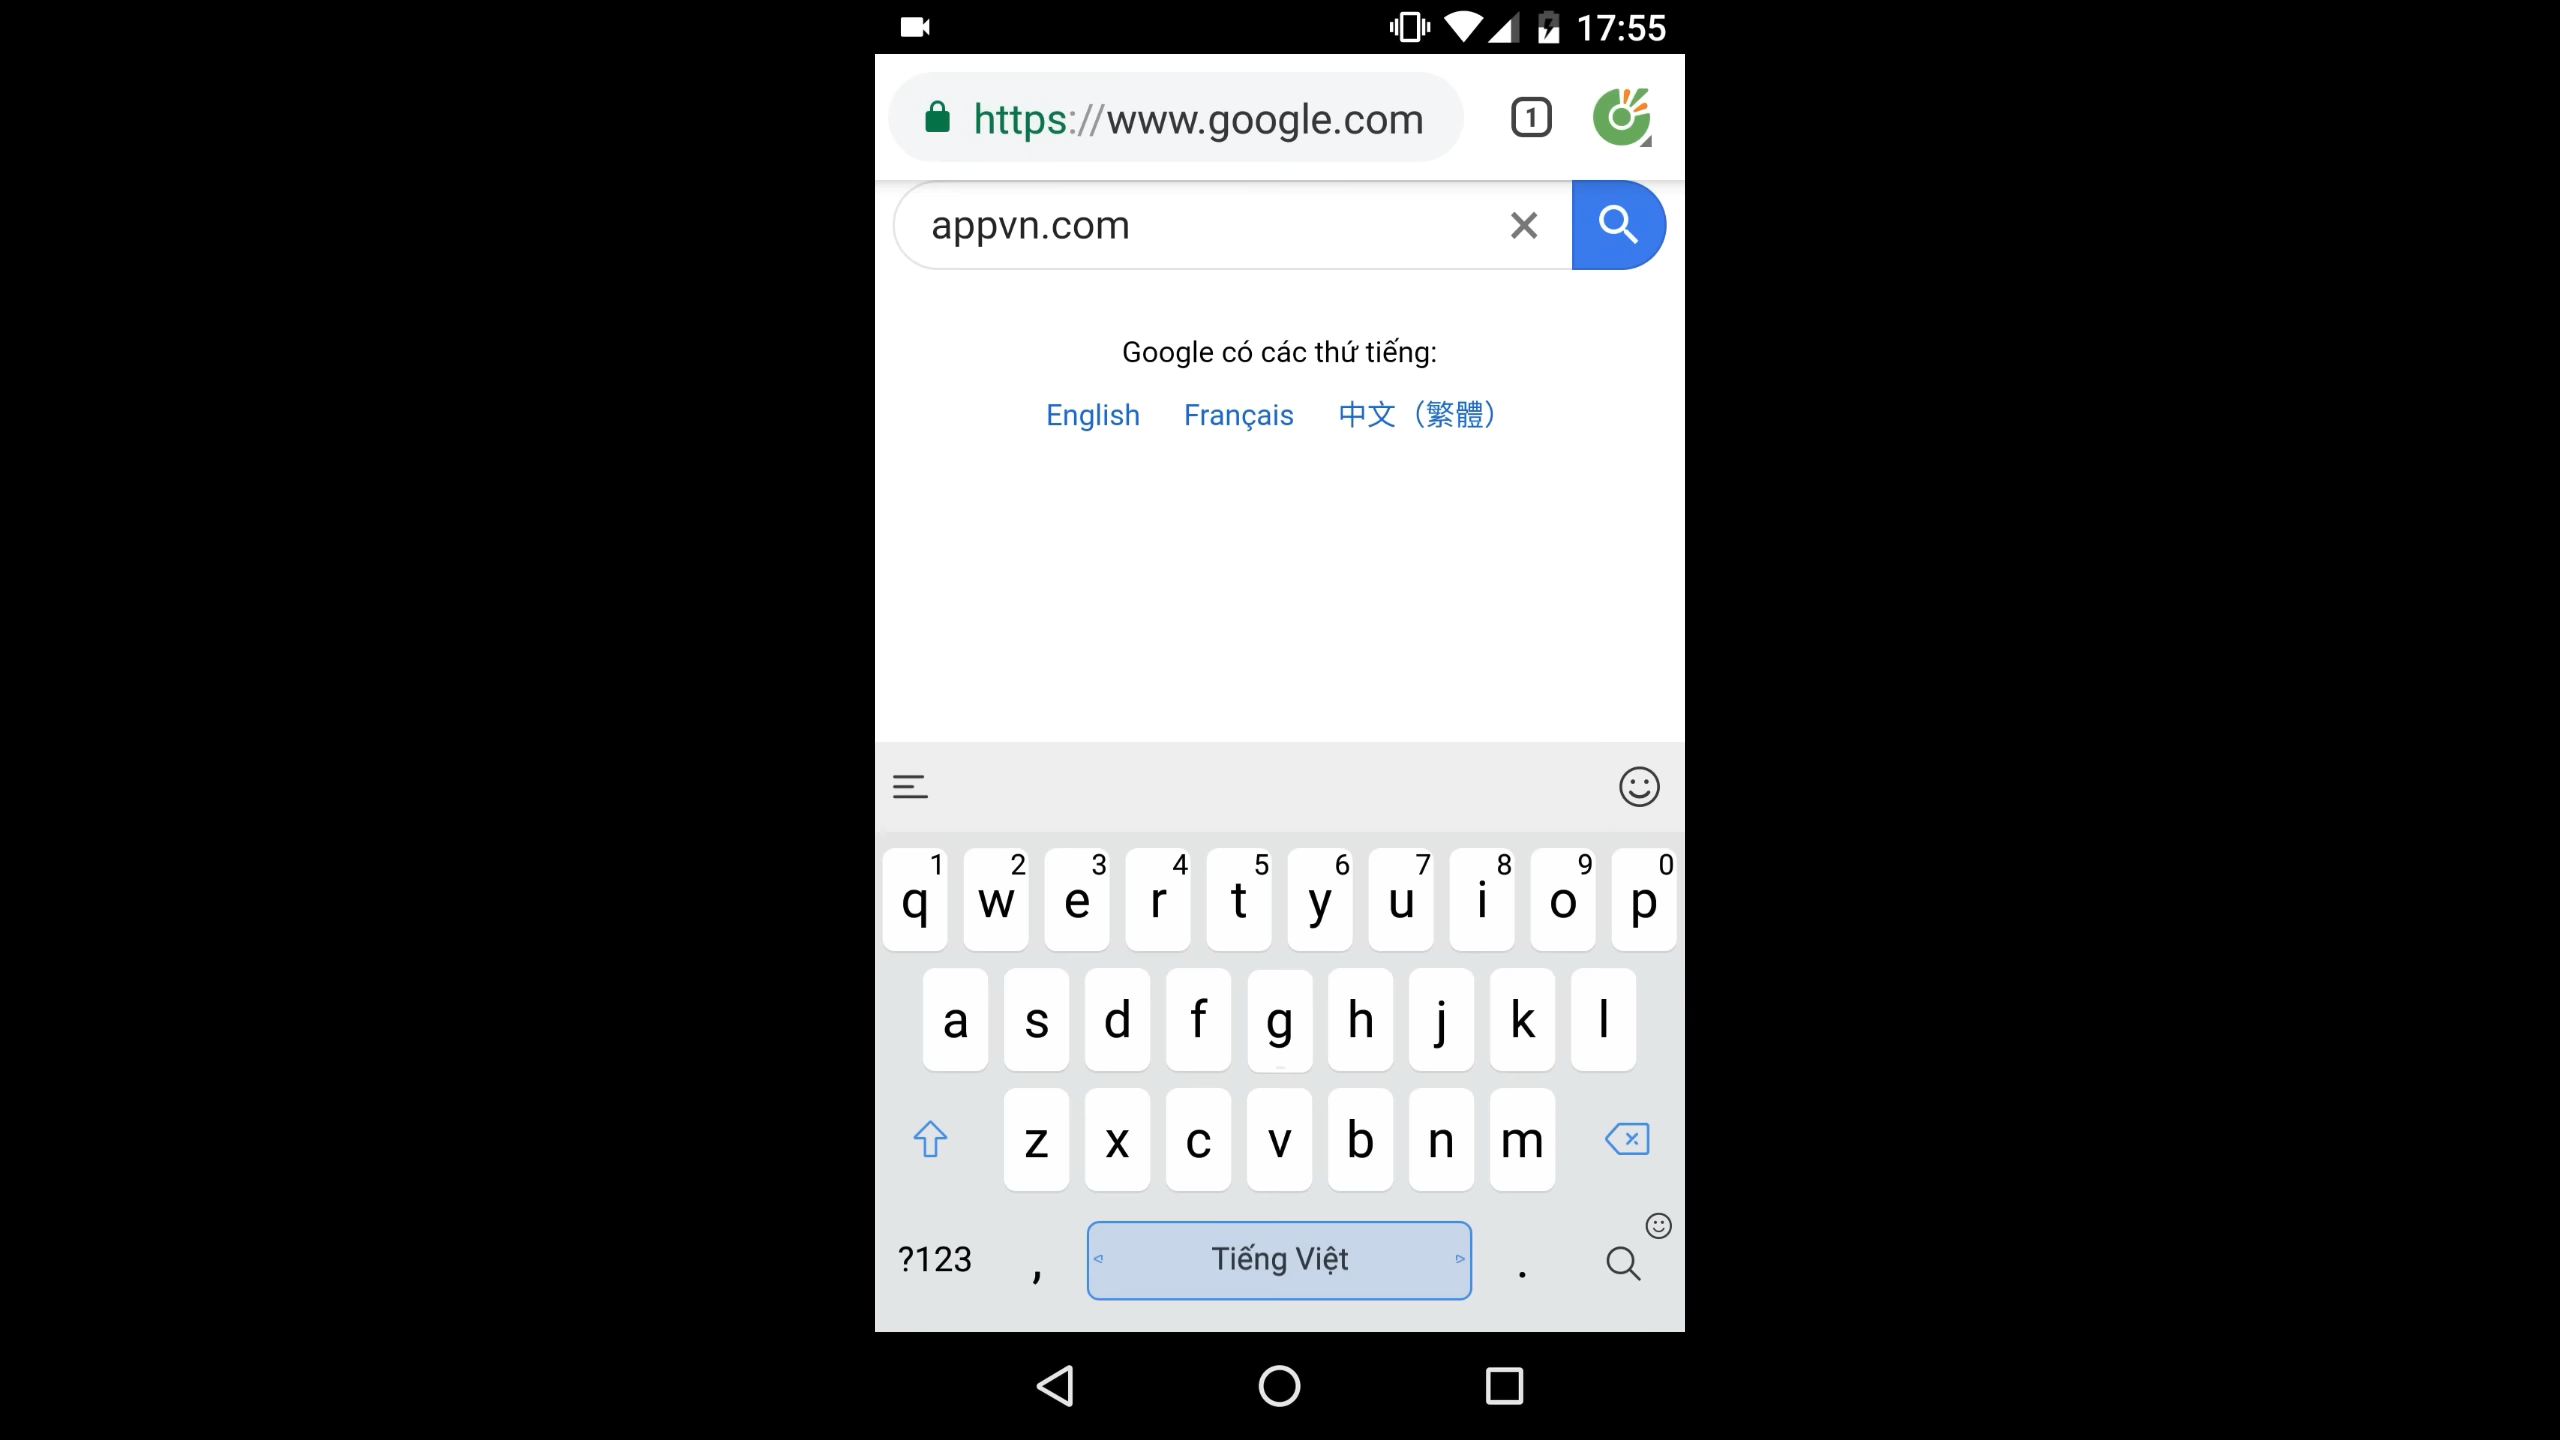 17:55
https://www.google.com
1
appvn.com
Google có các thứ tiếng:
English Français 中文（繁體）
1 2 3 4 5 6 7 8 9 0
q w e r t y u i o p
a s d f g h j k l
z x c v b n m
?123 , Tiếng Việt .